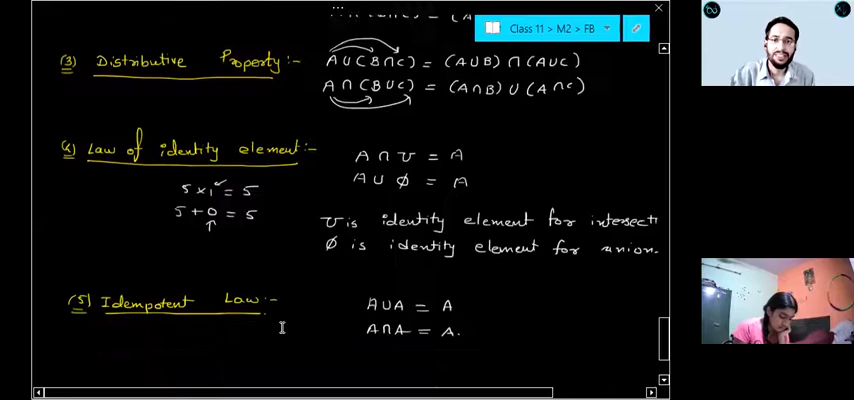 Class 11 > M2 > FB
(3) Distributive Property:- A∪(B∩C) = (A∪B) ∩ (A∪C)
A∩(B∪C) = (A∩B) ∪ (A∩C)
(4) Law of identity element:- A ∩ U = A
A ∪ φ = A
5×1 = 5
5+0 = 5
U is identity element for intersecti
φ is identity element for union.
(5) Idempotent Law:- A∪A = A
A∩A = A.